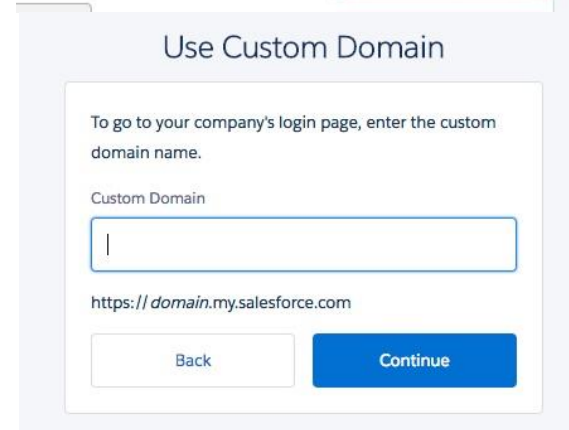 Use Custom Domain
To go to your company's login page, enter the custom
domain name.
Custom Domain
https://domain.my.salesforce.com
Back
Continue